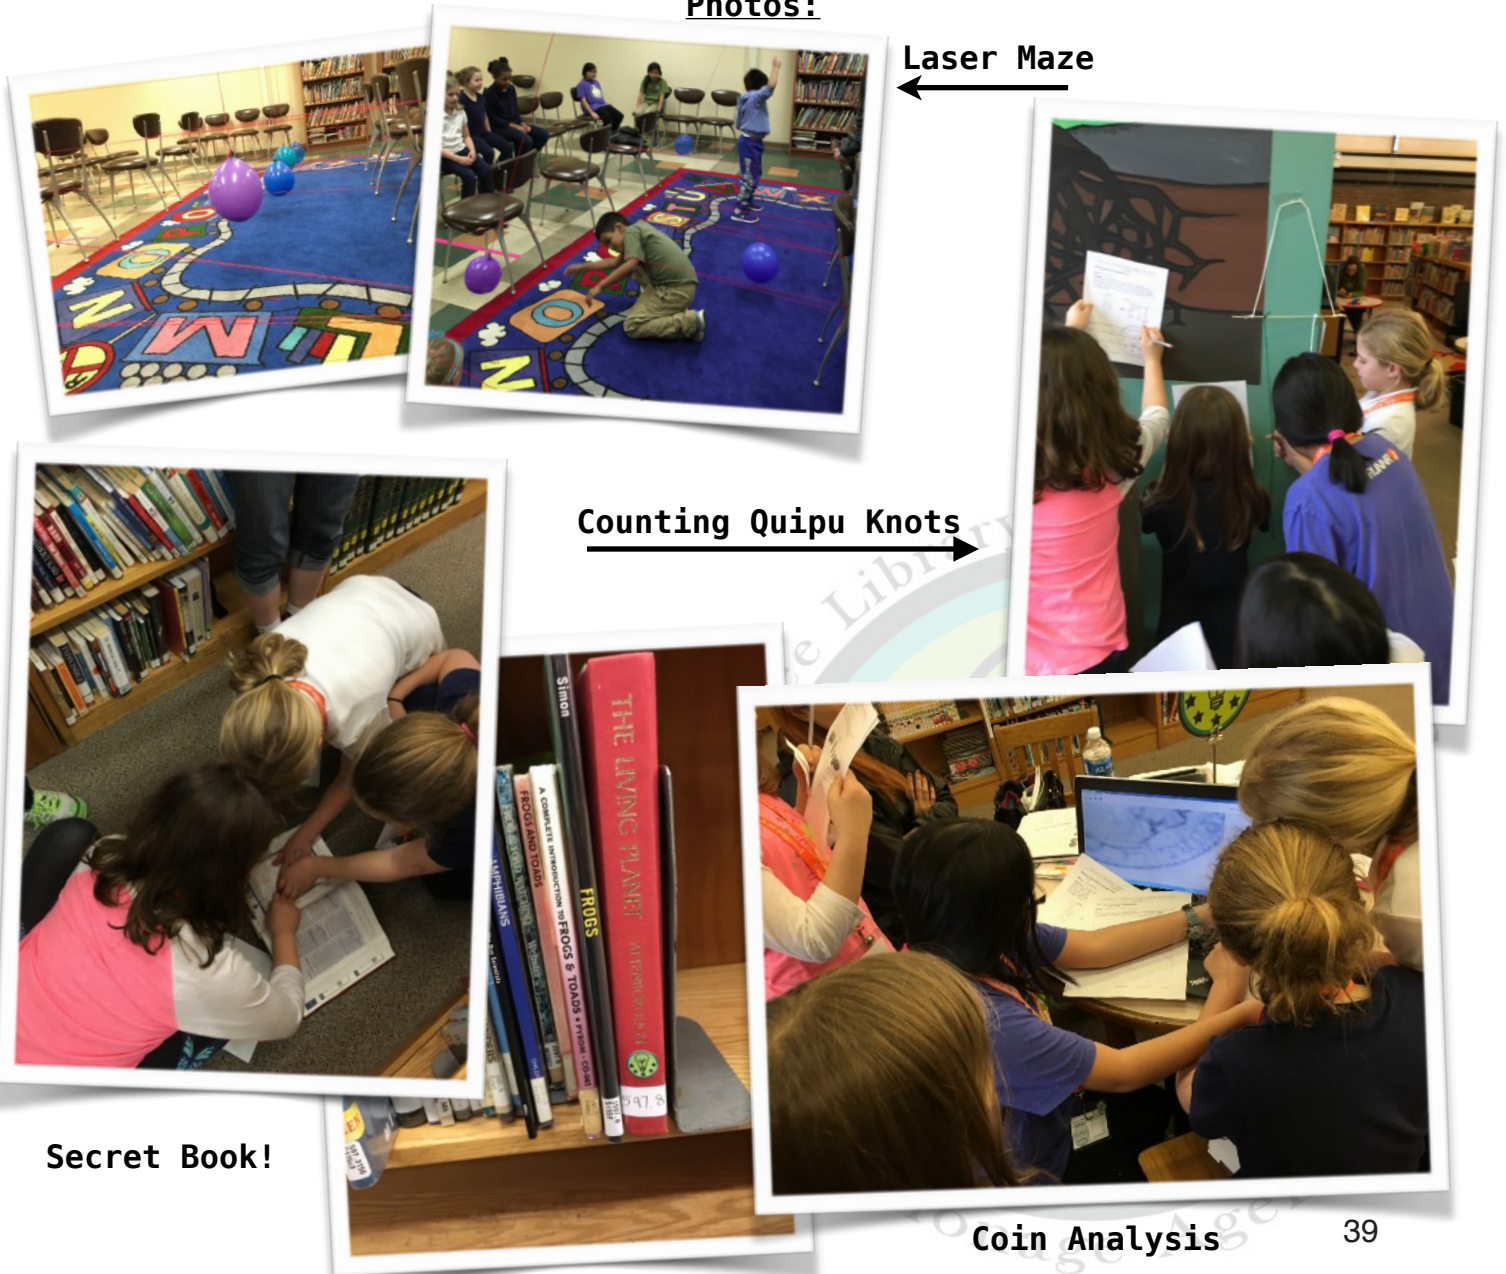 Photos:
Laser Maze
Counting Quipu Knots
Secret Book!
Simon
THE LIVING PLANET
FROGS
A COMPLETE INTRODUCTION TO FROGS & TOADS
FROGS AND TOADS
AMPHIBIANS
597.8
Coin Analysis
39